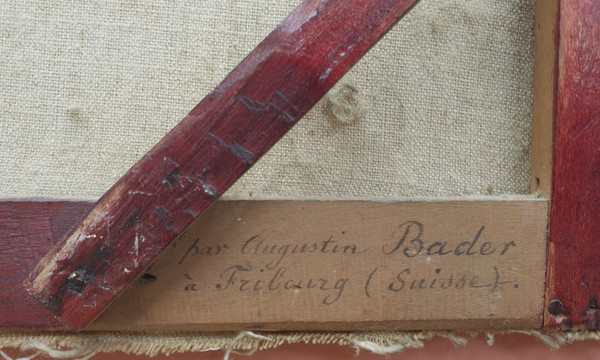 par Augustin Bader
à Fribourg (Suisse).